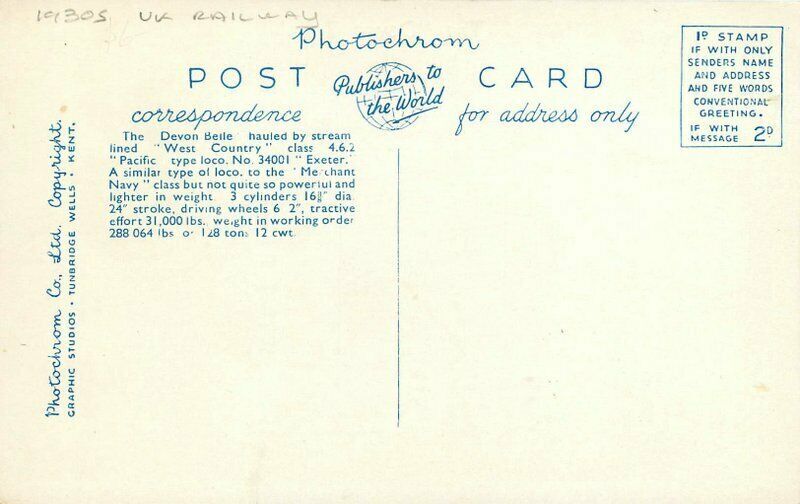 1930S UK RAILWAY
Photochrom
POST CARD
Publishers to
the World
correspondence
for address only
1D STAMP
IF WITH ONLY
SENDERS NAME
AND ADDRESS
AND FIVE WORDS
CONVENTIONAL
GREETING.
IF WITH
MESSAGE 2D
The Devon Belle hauled by stream
lined "West Country" class 4.6.2
"Pacific type loco. No. 34001 "Exeter."
A similar type of loco. to the "Merchant
Navy" class but not quite so powerful and
lighter in weight 3 cylinders 16⅜" dia
24" stroke, driving wheels 6 2", tractive
effort 31,000 lbs. weight in working order
288 064 lbs or 128 tons 12 cwt.
Photochrom Co., Ltd. Copyright.
GRAPHIC STUDIOS • TUNBRIDGE WELLS • KENT.